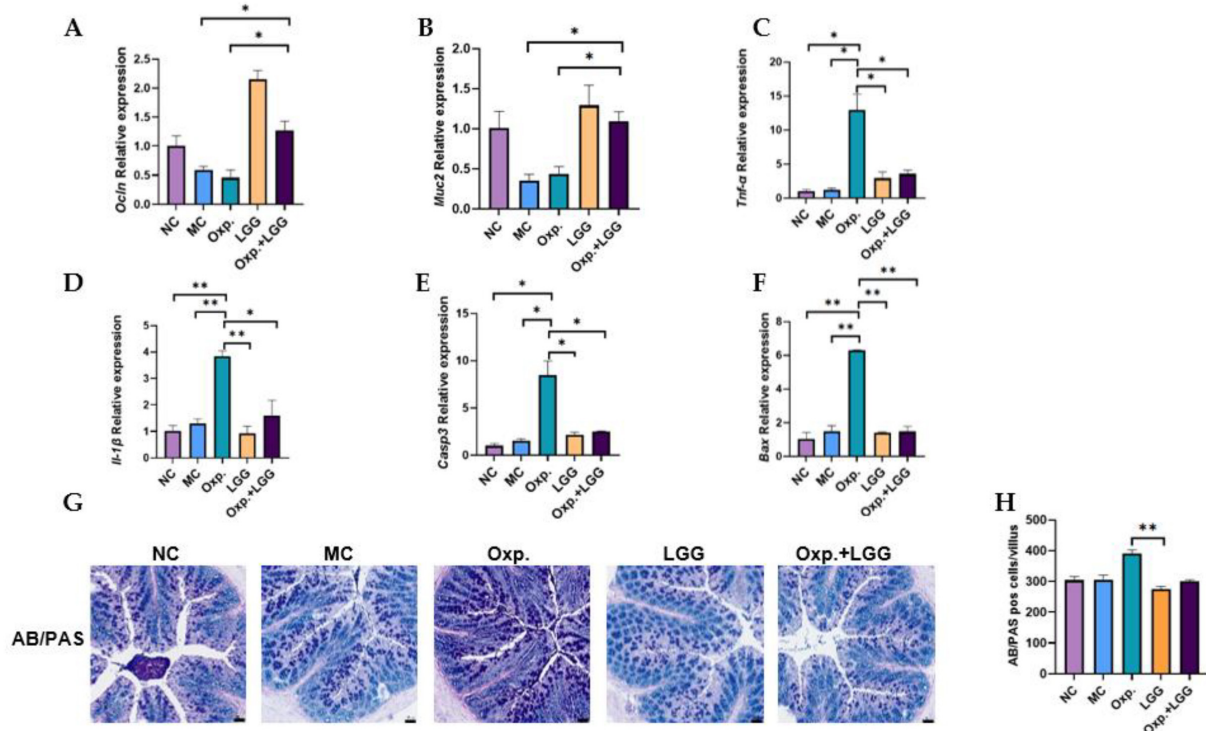 A
Ocln Relative expression
2.5
2.0
1.5
1.0
0.5
0.0
*
*
NC
MC
Oxp.
LGG
Oxp.+LGG
B
Muc2 Relative expression
2.0
1.5
1.0
0.5
0.0
*
*
NC
MC
Oxp.
LGG
Oxp.+LGG
C
Tnf-α Relative expression
20
15
10
5
0
*
*
*
*
NC
MC
Oxp.
LGG
Oxp.+LGG
D
Il-1β Relative expression
5
4
3
2
1
0
**
**
*
**
NC
MC
Oxp.
LGG
Oxp.+LGG
E
Casp3 Relative expression
15
10
5
0
*
*
*
*
NC
MC
Oxp.
LGG
Oxp.+LGG
F
Bax Relative expression
8
6
4
2
0
**
**
**
**
NC
MC
Oxp.
LGG
Oxp.+LGG
G
NC
MC
Oxp.
LGG
Oxp.+LGG
AB/PAS
H
AB/PAS pos cells/villus
500
400
300
200
100
0
**
NC
MC
Oxp.
LGG
Oxp.+LGG